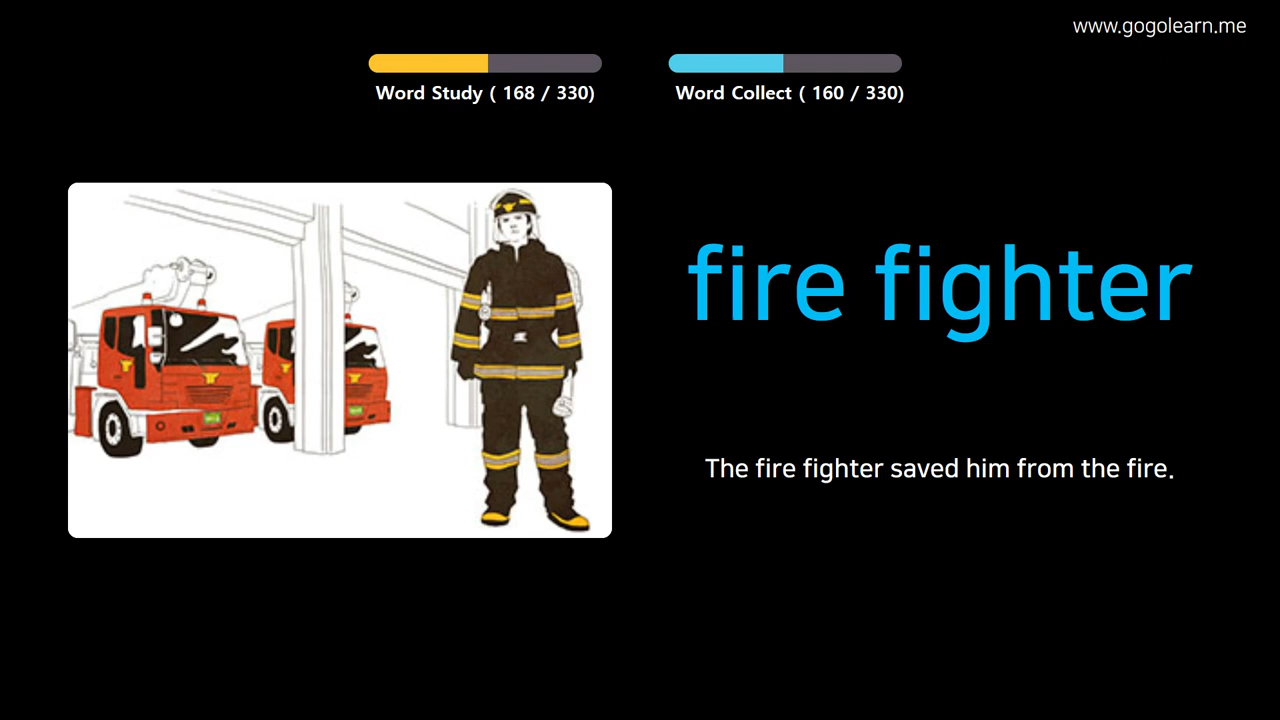 www.gogolearn.me
Word Study ( 168 / 330)
Word Collect ( 160 / 330)
fire fighter
The fire fighter saved him from the fire.